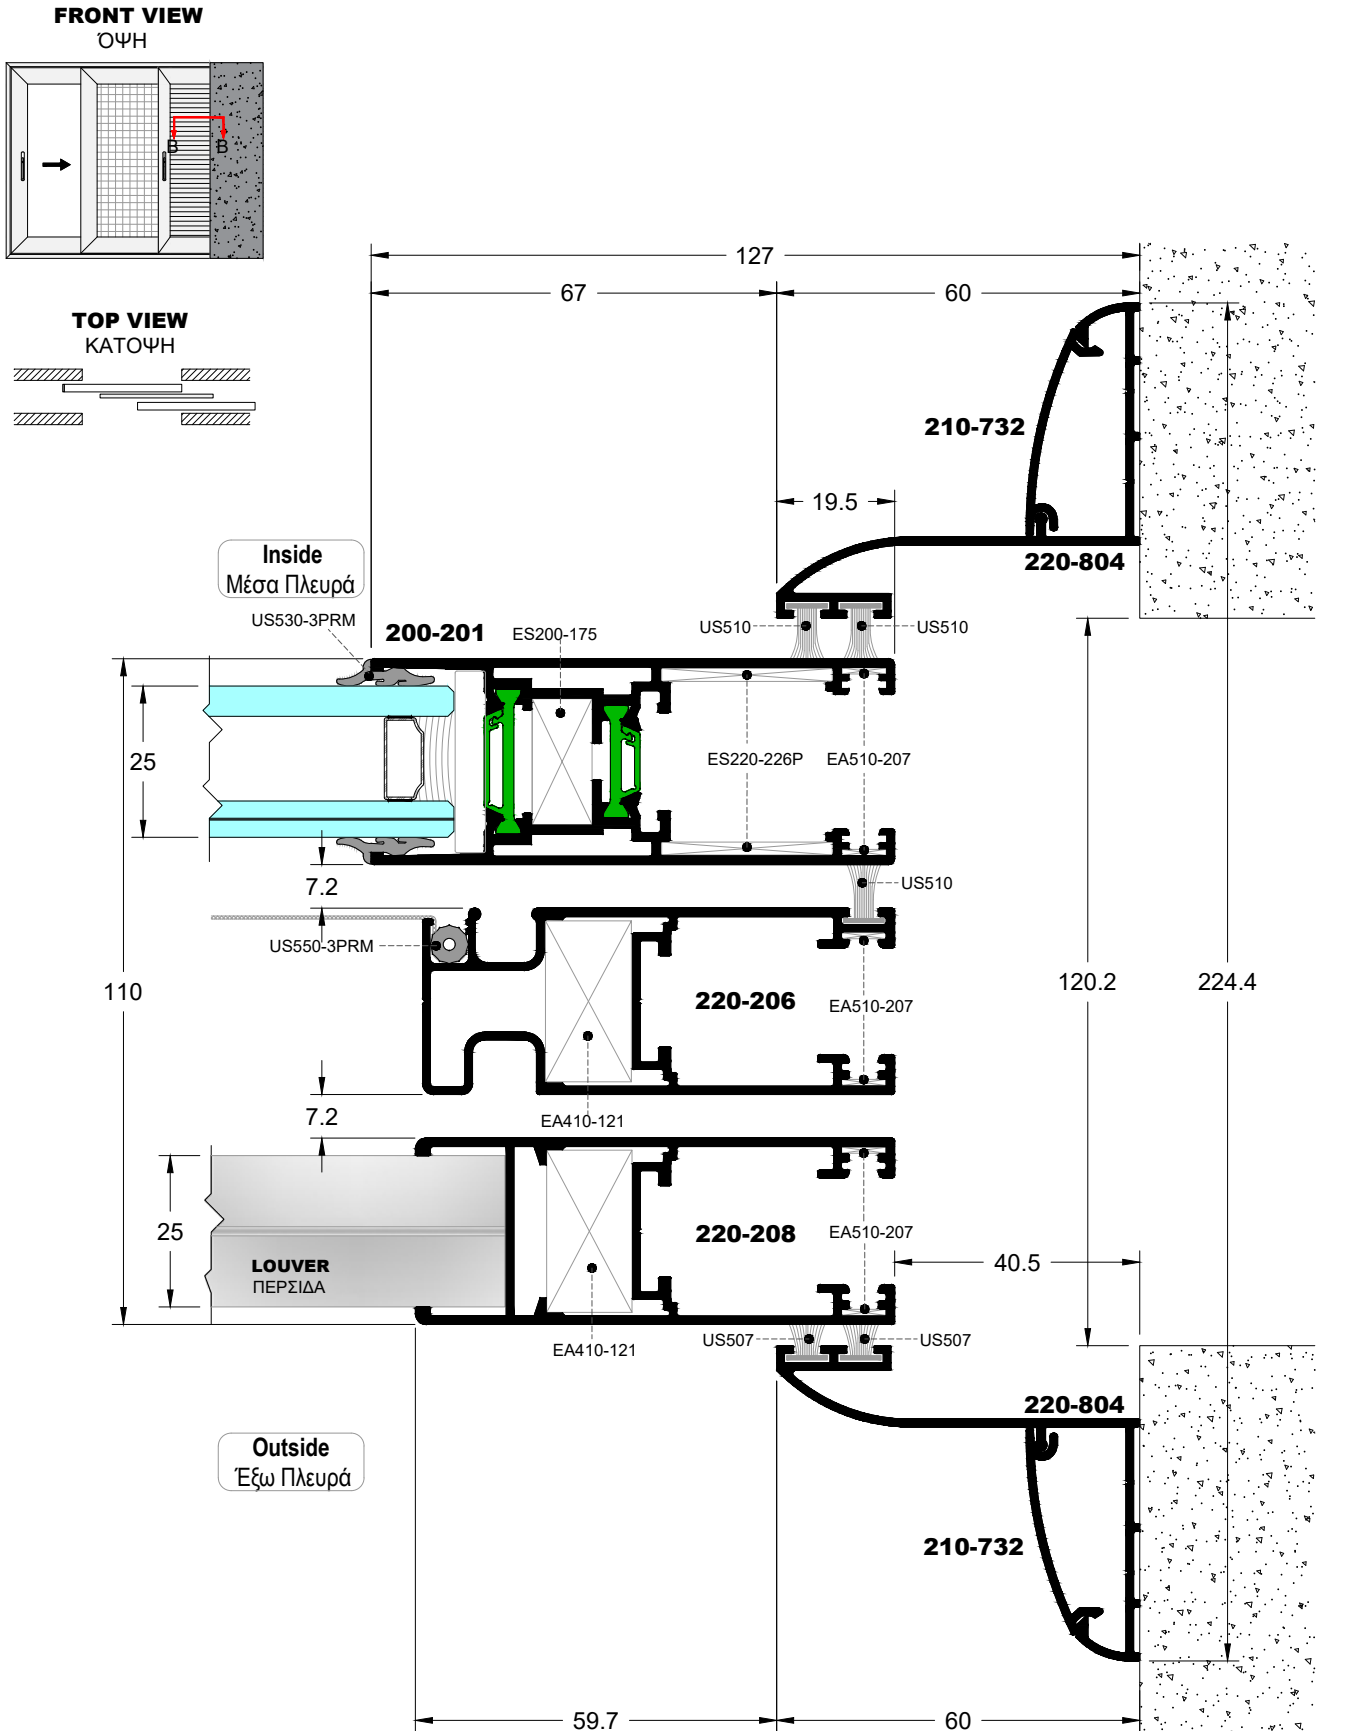 FRONT VIEW
ΌΨΗ
B B
TOP VIEW
ΚΑΤΟΨΗ
127
67 60
210-732
19.5
Inside
Μέσα Πλευρά
220-804
US530-3PRM
200-201
ES200-175
US510
US510
25
ES220-226P
EA510-207
7.2
US510
US550-3PRM
110
220-206
EA510-207
120.2
224.4
7.2
EA410-121
25
220-208
EA510-207
LOUVER
ΠΕΡΣΙΔΑ
40.5
EA410-121
US507
US507
220-804
Outside
Έξω Πλευρά
210-732
59.7 60